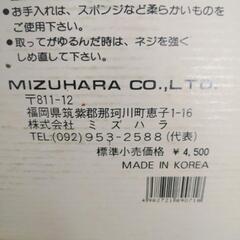 ●お手入れは、スポンジなど柔らかいものを
ご使用下さい。
●取ってがゆるんだ時は、ネジを強く
しめ直して下さい。
MIZUHARA CO.,LTD.
〒811-12
福岡県筑紫郡那珂川町恵子1-16
株式会社 ミズハラ
TEL(092)953-2588(代表)
標準小売価格 ¥4,500
MADE IN KOREA